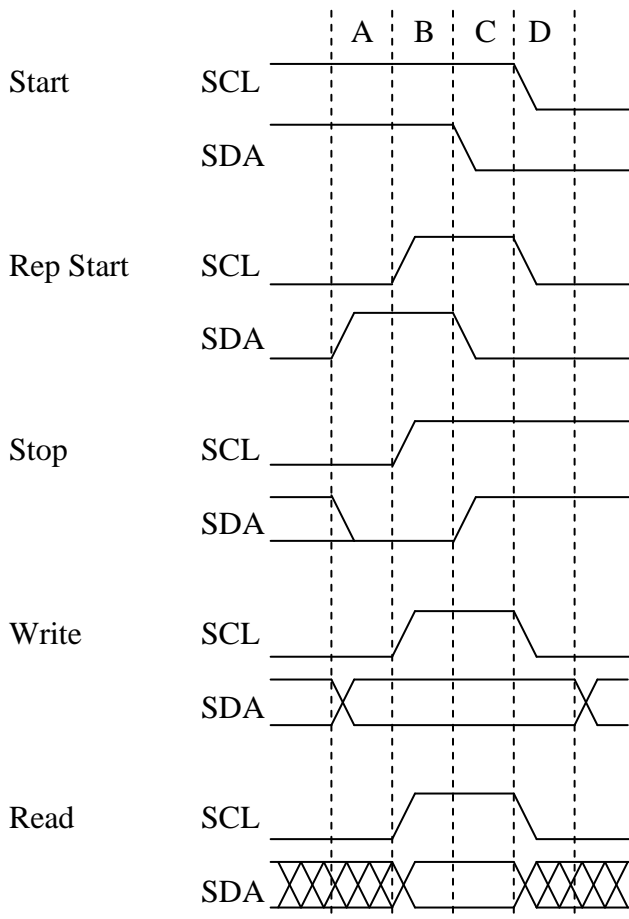 A B C D
Start SCL
SDA
Rep Start SCL
SDA
Stop SCL
SDA
Write SCL
SDA
Read SCL
SDA